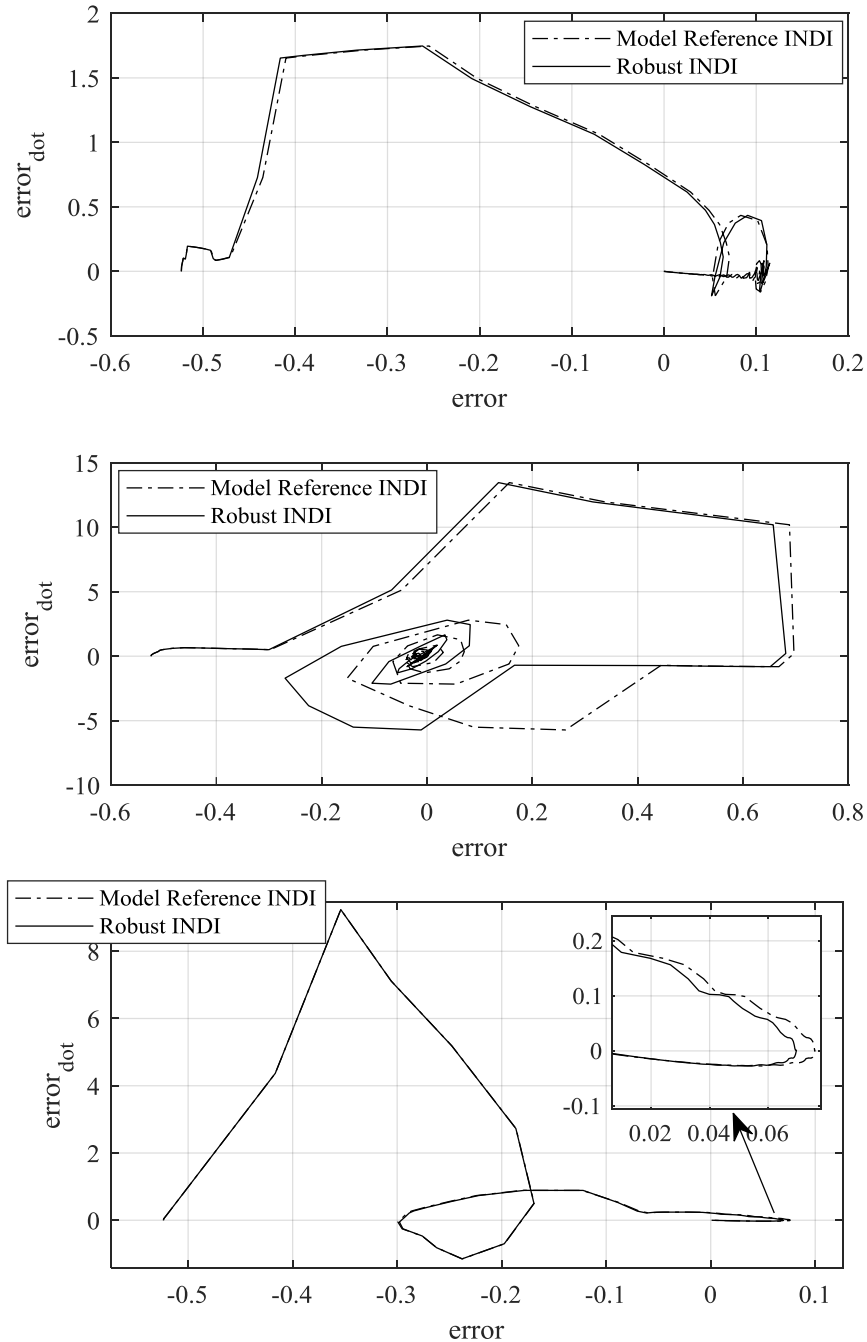 2
1.5
1
0.5
0
-0.5
error_dot
Model Reference INDI
Robust INDI
-0.6 -0.5 -0.4 -0.3 -0.2 -0.1 0 0.1 0.2
error
15
10
5
0
-5
-10
error_dot
Model Reference INDI
Robust INDI
-0.6 -0.4 -0.2 0 0.2 0.4 0.6 0.8
error
Model Reference INDI
Robust INDI
8
6
4
2
0
error_dot
0.2
0.1
0
-0.1
0.02 0.04 0.06
-0.5 -0.4 -0.3 -0.2 -0.1 0 0.1
error